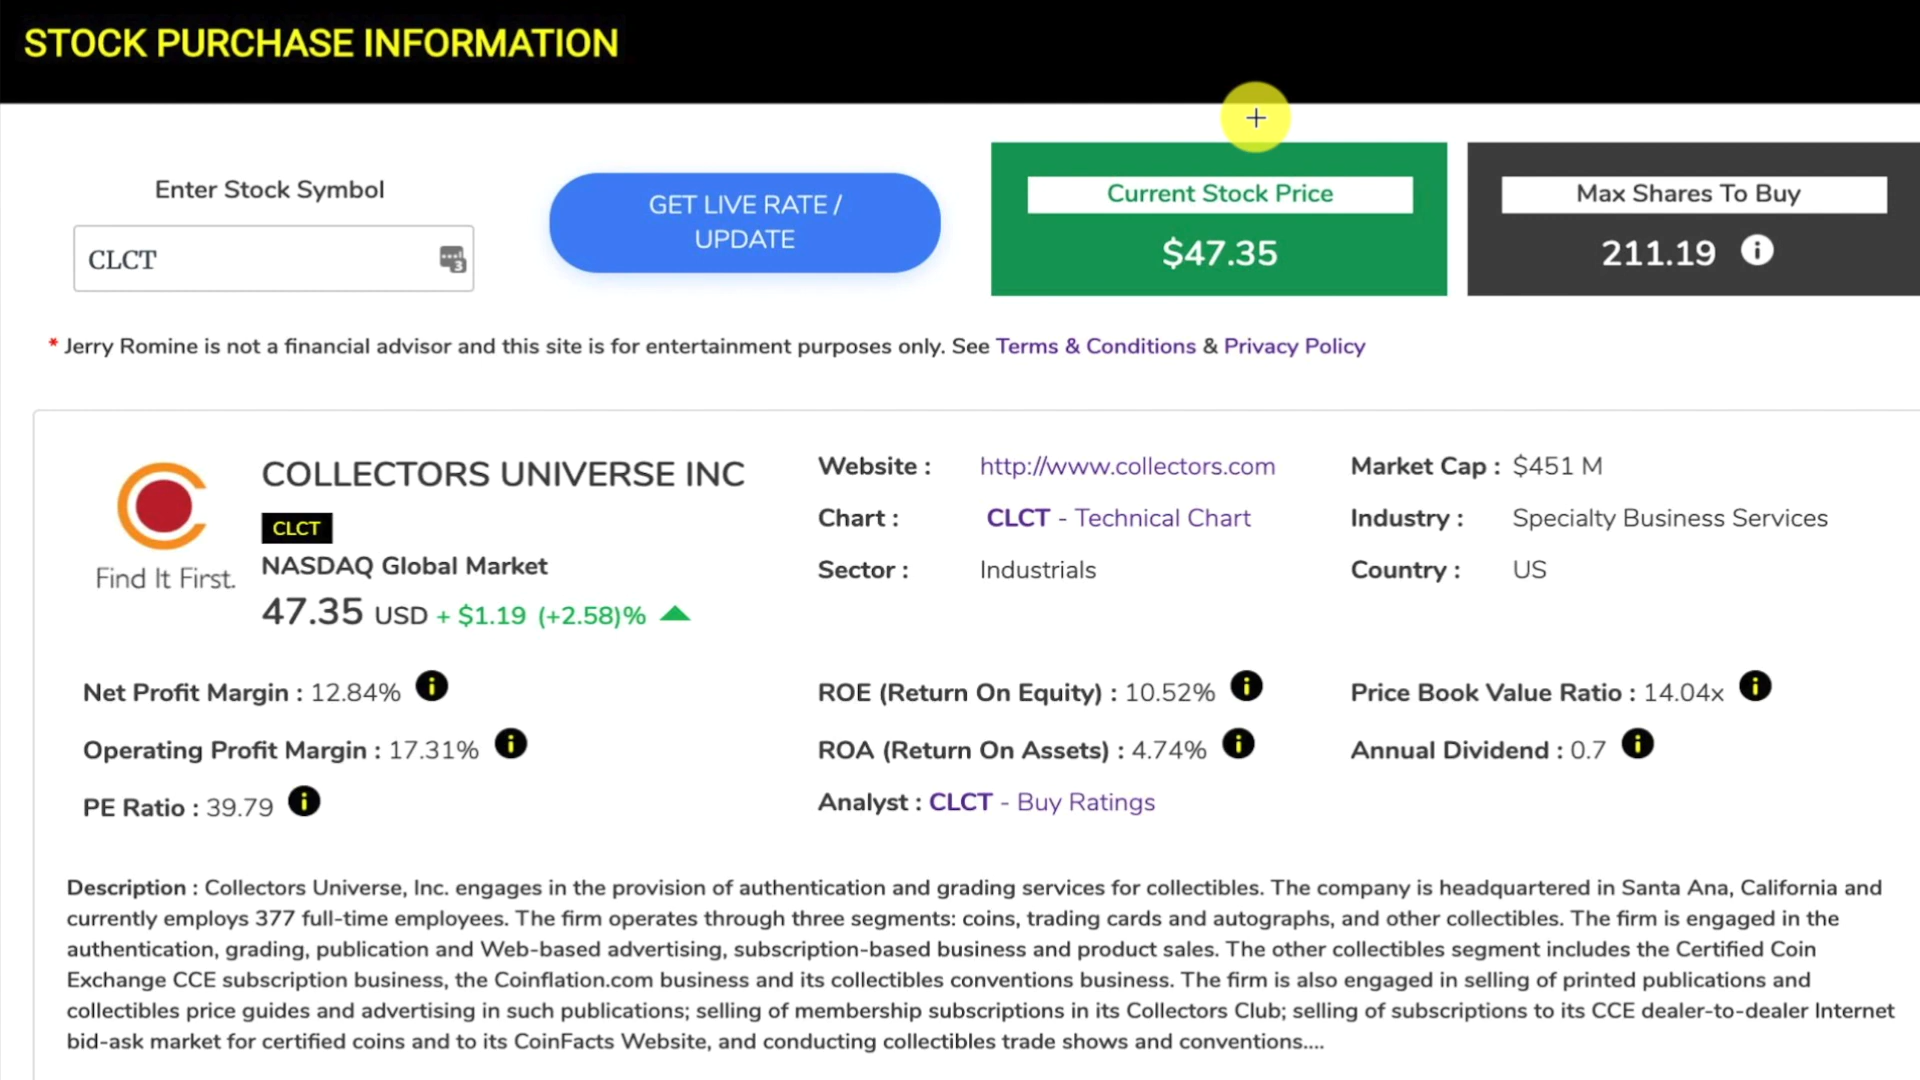 STOCK PURCHASE INFORMATION
Enter Stock Symbol
CLCT
3
GET LIVE RATE /
UPDATE
Current Stock Price
$47.35
Max Shares To Buy
211.19 i
* Jerry Romine is not a financial advisor and this site is for entertainment purposes only. See Terms & Conditions & Privacy Policy
Find It First.
COLLECTORS UNIVERSE INC
CLCT
NASDAQ Global Market
47.35 USD + $1.19 (+2.58)%
Website : http://www.collectors.com
Chart : CLCT - Technical Chart
Sector : Industrials
Market Cap : $451 M
Industry : Specialty Business Services
Country : US
Net Profit Margin : 12.84% i
Operating Profit Margin : 17.31% i
PE Ratio : 39.79 i
ROE (Return On Equity) : 10.52% i
ROA (Return On Assets) : 4.74% i
Analyst : CLCT - Buy Ratings
Price Book Value Ratio : 14.04x i
Annual Dividend : 0.7 i
Description : Collectors Universe, Inc. engages in the provision of authentication and grading services for collectibles. The company is headquartered in Santa Ana, California and
currently employs 377 full-time employees. The firm operates through three segments: coins, trading cards and autographs, and other collectibles. The firm is engaged in the
authentication, grading, publication and Web-based advertising, subscription-based business and product sales. The other collectibles segment includes the Certified Coin
Exchange CCE subscription business, the Coinflation.com business and its collectibles conventions business. The firm is also engaged in selling of printed publications and
collectibles price guides and advertising in such publications; selling of membership subscriptions in its Collectors Club; selling of subscriptions to its CCE dealer-to-dealer Internet
bid-ask market for certified coins and to its CoinFacts Website, and conducting collectibles trade shows and conventions....